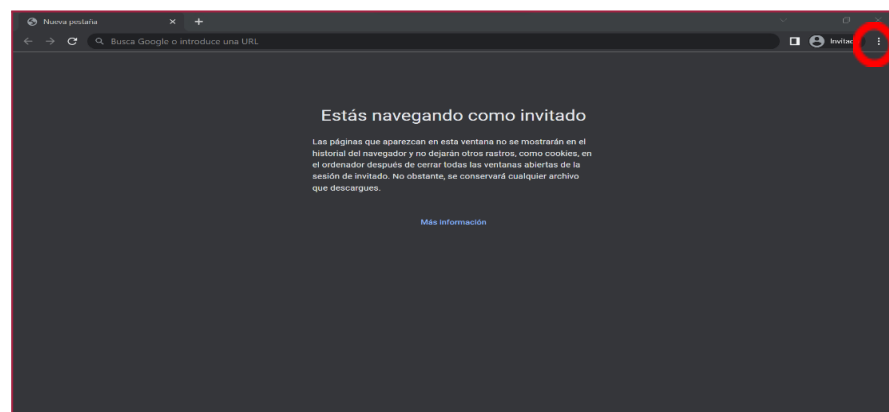 Nueva pestaña
Busca Google o introduce una URL
Invitado
Estás navegando como invitado
Las páginas que aparezcan en esta ventana no se mostrarán en el
historial del navegador y no dejarán otros rastros, como cookies, en
el ordenador después de cerrar todas las ventanas abiertas de la
sesión de invitado. No obstante, se conservará cualquier archivo
que descargues.
Más información